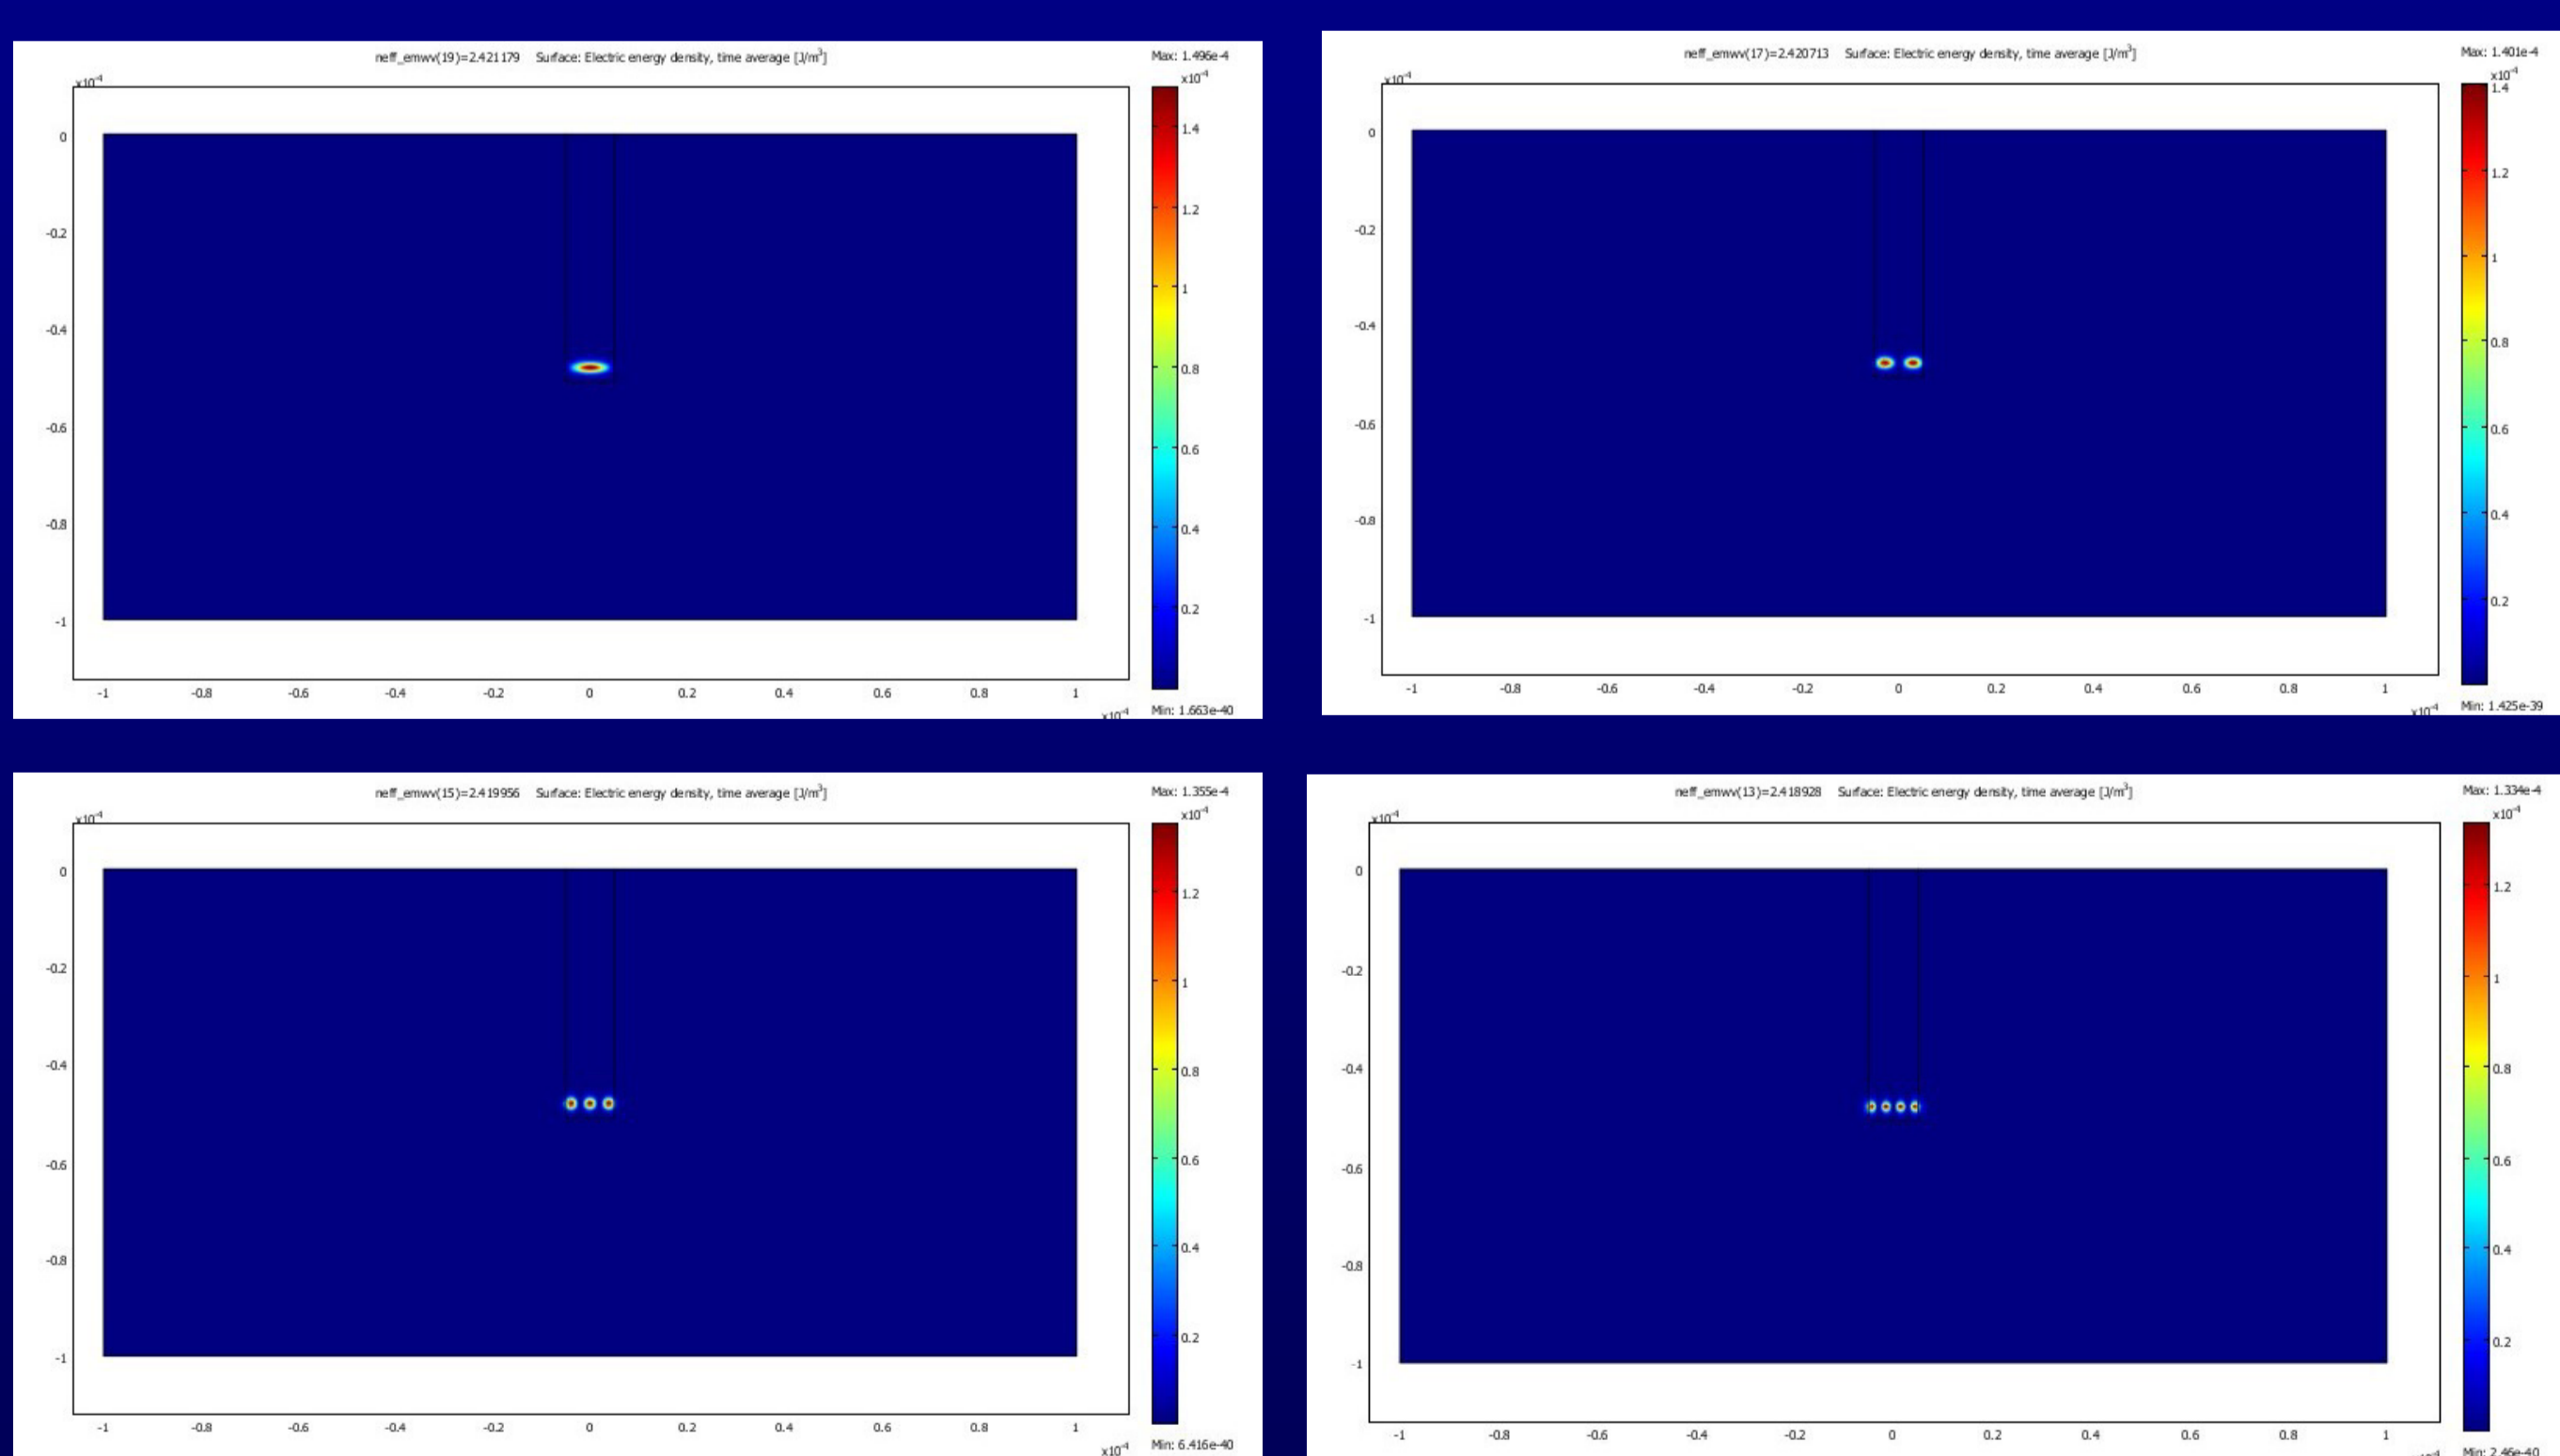 neff_emwv(19)=2.421179 Surface: Electric energy density, time average [J/m³]
Max: 1.496e-4
x10⁻⁴
x10⁻⁴
0
-0.2
-0.4
-0.6
-0.8
-1
-1 -0.8 -0.6 -0.4 -0.2 0 0.2 0.4 0.6 0.8 1
x10⁻⁴
1.4
1.2
1
0.8
0.6
0.4
0.2
Min: 1.663e-40
neff_emwv(17)=2.420713 Surface: Electric energy density, time average [J/m³]
Max: 1.401e-4
x10⁻⁴
x10⁻⁴
0
-0.2
-0.4
-0.6
-0.8
-1
-1 -0.8 -0.6 -0.4 -0.2 0 0.2 0.4 0.6 0.8 1
x10⁻⁴
1.4
1.2
1
0.8
0.6
0.4
0.2
Min: 1.425e-39
neff_emwv(15)=2.419956 Surface: Electric energy density, time average [J/m³]
Max: 1.355e-4
x10⁻⁴
x10⁻⁴
0
-0.2
-0.4
-0.6
-0.8
-1
-1 -0.8 -0.6 -0.4 -0.2 0 0.2 0.4 0.6 0.8 1
x10⁻⁴
1.2
1
0.8
0.6
0.4
0.2
Min: 6.416e-40
neff_emwv(13)=2.418928 Surface: Electric energy density, time average [J/m³]
Max: 1.334e-4
x10⁻⁴
x10⁻⁴
0
-0.2
-0.4
-0.6
-0.8
-1
-1 -0.8 -0.6 -0.4 -0.2 0 0.2 0.4 0.6 0.8 1
1.2
1
0.8
0.6
0.4
0.2
Min: 2.46e-40